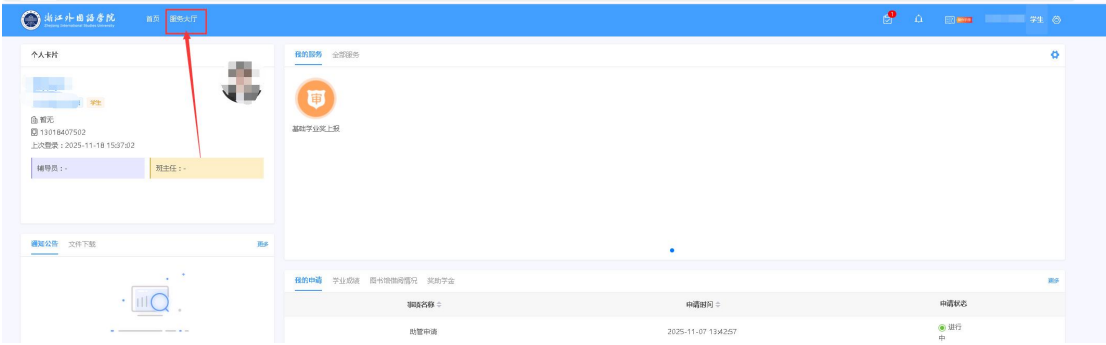 浙江外国语学院
Zhejiang International Studies University
首页 服务大厅
学生
个人卡片
学生
暂无
13018407502
上次登录：2025-11-18 15:37:02
辅导员：-
班主任：-
我的服务 全部服务
审
基础学业奖上报
通知公告 文件下载 更多
我的申请 学业成绩 图书馆借阅情况 奖助学金 更多
事项名称 申请时间 申请状态
助管申请 2025-11-07 13:42:57 进行
中